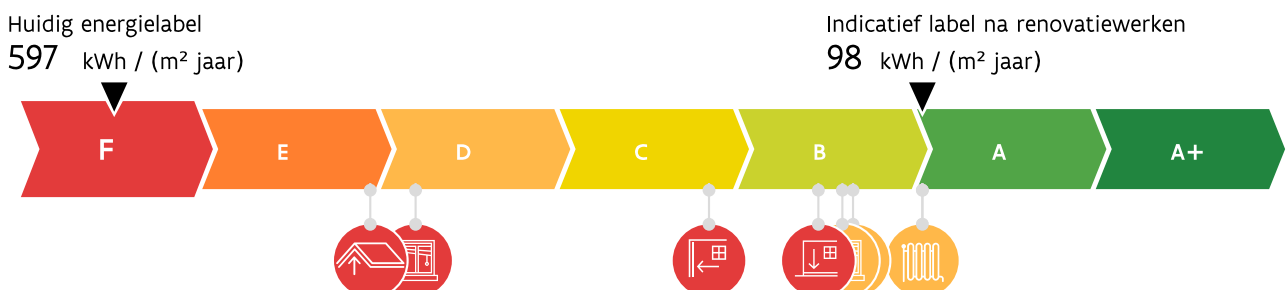 Huidig energielabel
597 kWh / (m² jaar)
Indicatief label na renovatiewerken
98 kWh / (m² jaar)
F E D C B A A+